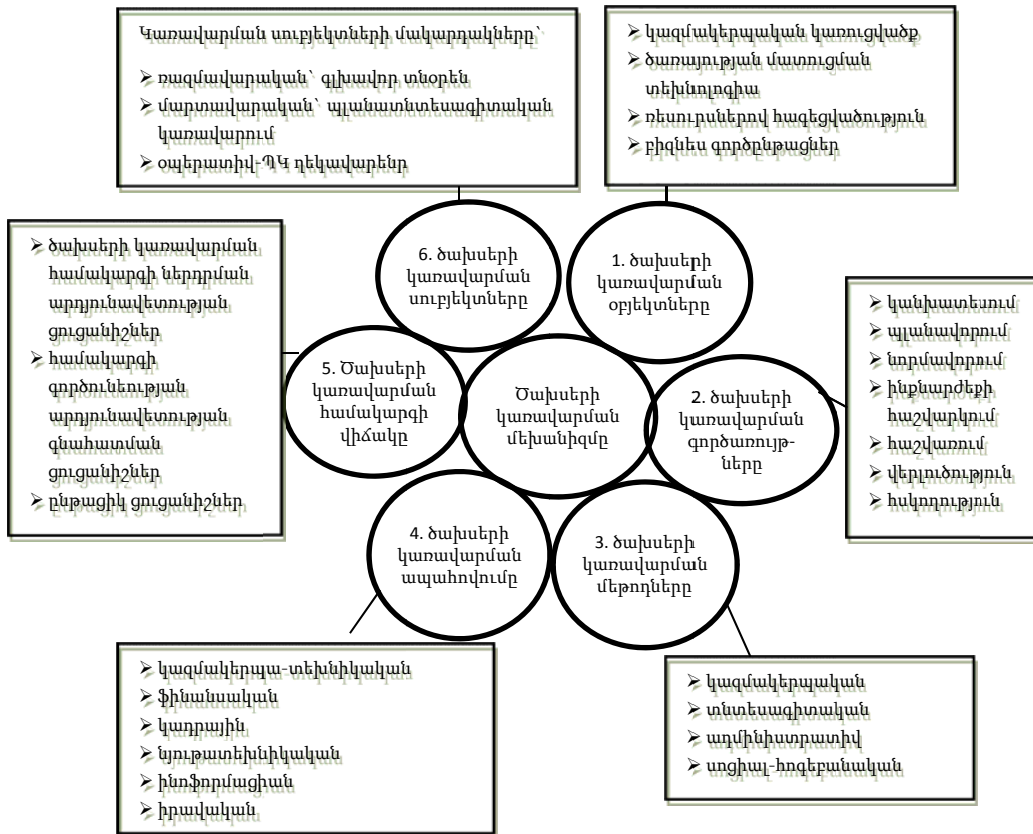 Կառավարման սուբյեկտների մակարդակները՝
➢ ռազմավարական՝ գլխավոր տնօրեն
➢ մարտավարական՝ պլանատնտեսագիտական
կառավարում
➢ օպերատիվ-ՊԿ ղեկավարենր
➢ կազմակերպական կառուցվածք
➢ ծառայության մատուցման
տեխնոլոգիա
➢ ռեսուրսներով հագեցվածություն
➢ բիզնես գործընթացներ
6. ծախսերի
կառավարման
սուբյեկտները
1. ծախսերի
կառավարման
օբյեկտները
➢ ծախսերի կառավարման
համակարգի ներդրման
արդյունավետության
ցուցանիշներ
➢ համակարգի
գործունեության
արդյունավետության
գնահատման
ցուցանիշներ
➢ ընթացիկ ցուցանիշներ
5. Ծախսերի
կառավարման
համակարգի
վիճակը
Ծախսերի
կառավարման
մեխանիզմը
2. ծախսերի
կառավարման
գործառույթ-
ները
➢ կանխատեսում
➢ պլանավորում
➢ նորմավորում
➢ ինքնարժեքի
հաշվարկում
➢ հաշվառում
➢ վերլուծություն
➢ հսկողություն
4. ծախսերի
կառավարման
ապահովումը
3. ծախսերի
կառավարման
մեթոդները
➢ կազմակերպա-տեխնիկական
➢ ֆինանսական
➢ կադրային
➢ նյութատեխնիկական
➢ ինոֆորմացիան
➢ իրավական
➢ կազմակերպական
➢ տնտեսագիտական
➢ ադմինիստրատիվ
➢ սոցիալ-հոգեբանական